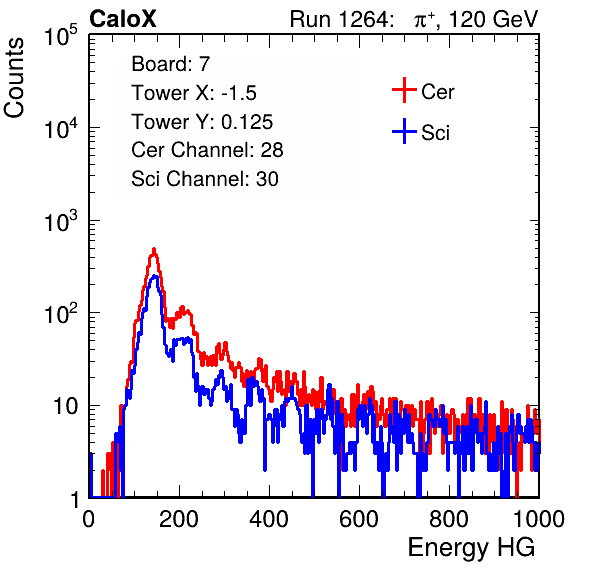 CaloX Run 1264: π⁺, 120 GeV
Counts
Board: 7
Tower X: -1.5
Tower Y: 0.125
Cer Channel: 28
Sci Channel: 30
Cer
Sci
10⁵
10⁴
10³
10²
10
1
0 200 400 600 800 1000
Energy HG